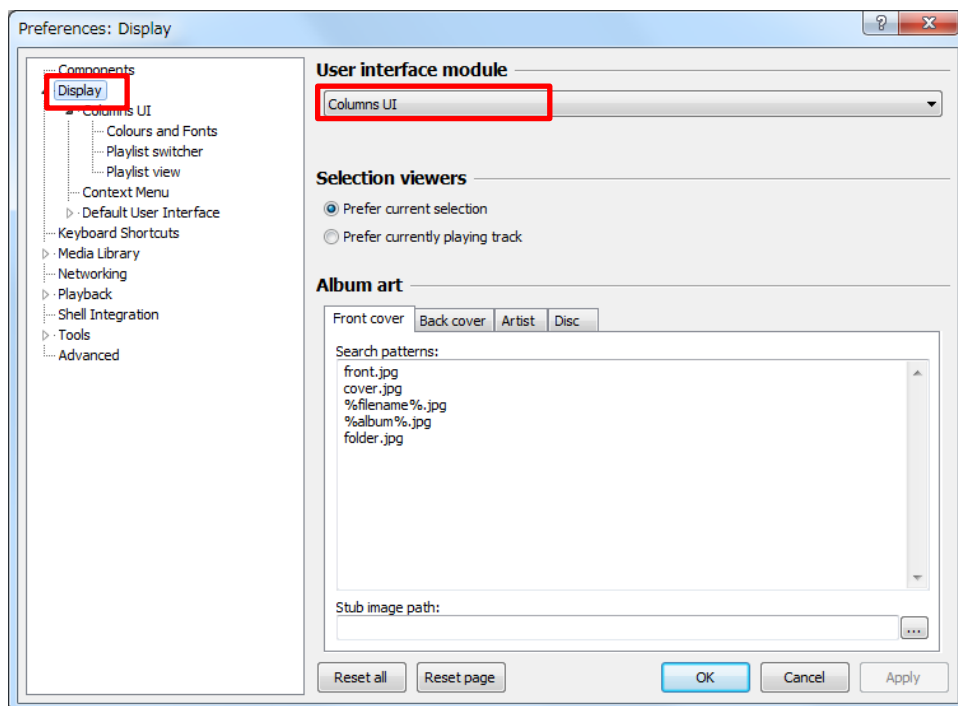 Preferences: Display
?
Components
Display
Columns UI
Colours and Fonts
Playlist switcher
Playlist view
Context Menu
Default User Interface
Keyboard Shortcuts
Media Library
Networking
Playback
Shell Integration
Tools
Advanced
User interface module
Columns UI
Selection viewers
Prefer current selection
Prefer currently playing track
Album art
Front cover Back cover Artist Disc
Search patterns:
front.jpg
cover.jpg
%filename%.jpg
%album%.jpg
folder.jpg
Stub image path:
...
Reset all Reset page OK Cancel Apply